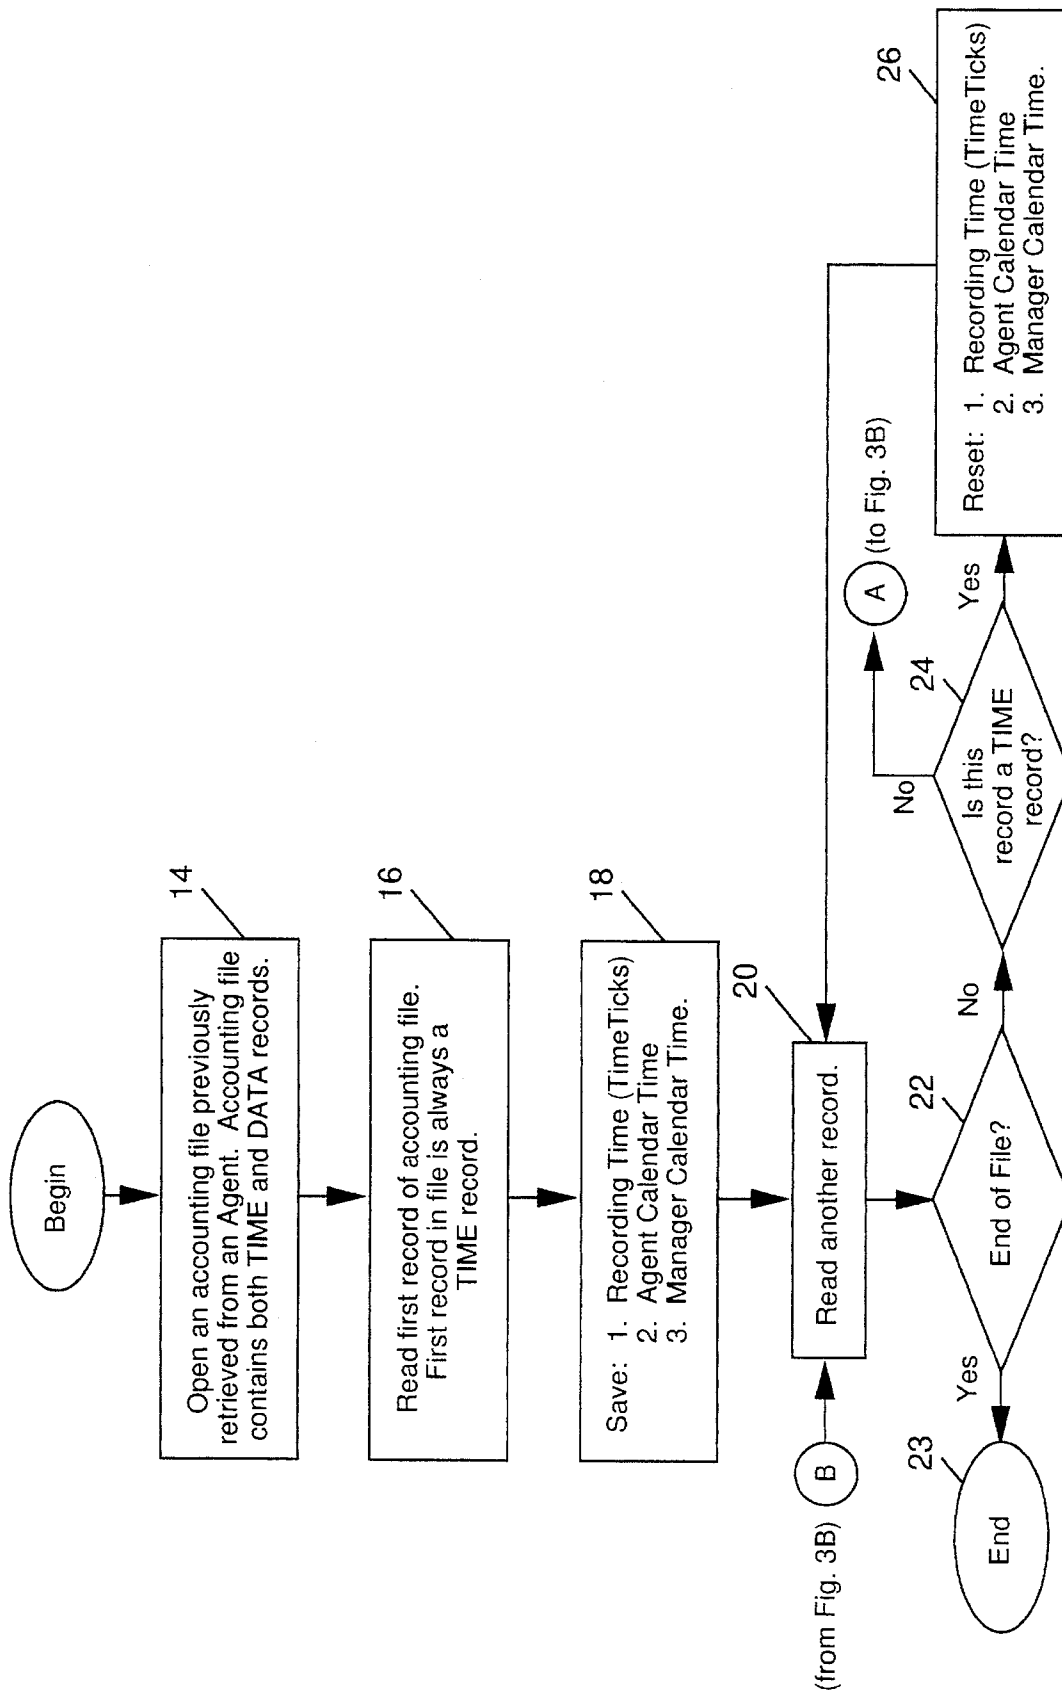 Begin
14
Open an accounting file previously
retrieved from an Agent. Accounting file
contains both TIME and DATA records.
16
Read first record of accounting file.
First record in file is always a
TIME record.
18
Save: 1. Recording Time (TimeTicks)
2. Agent Calendar Time
3. Manager Calendar Time.
(from Fig. 3B)
B
20
Read another record.
A
(to Fig. 3B)
22
End of File?
Yes
23
End
No
24
Is this
record a TIME
record?
No
Yes
26
Reset: 1. Recording Time (TimeTicks)
2. Agent Calendar Time
3. Manager Calendar Time.